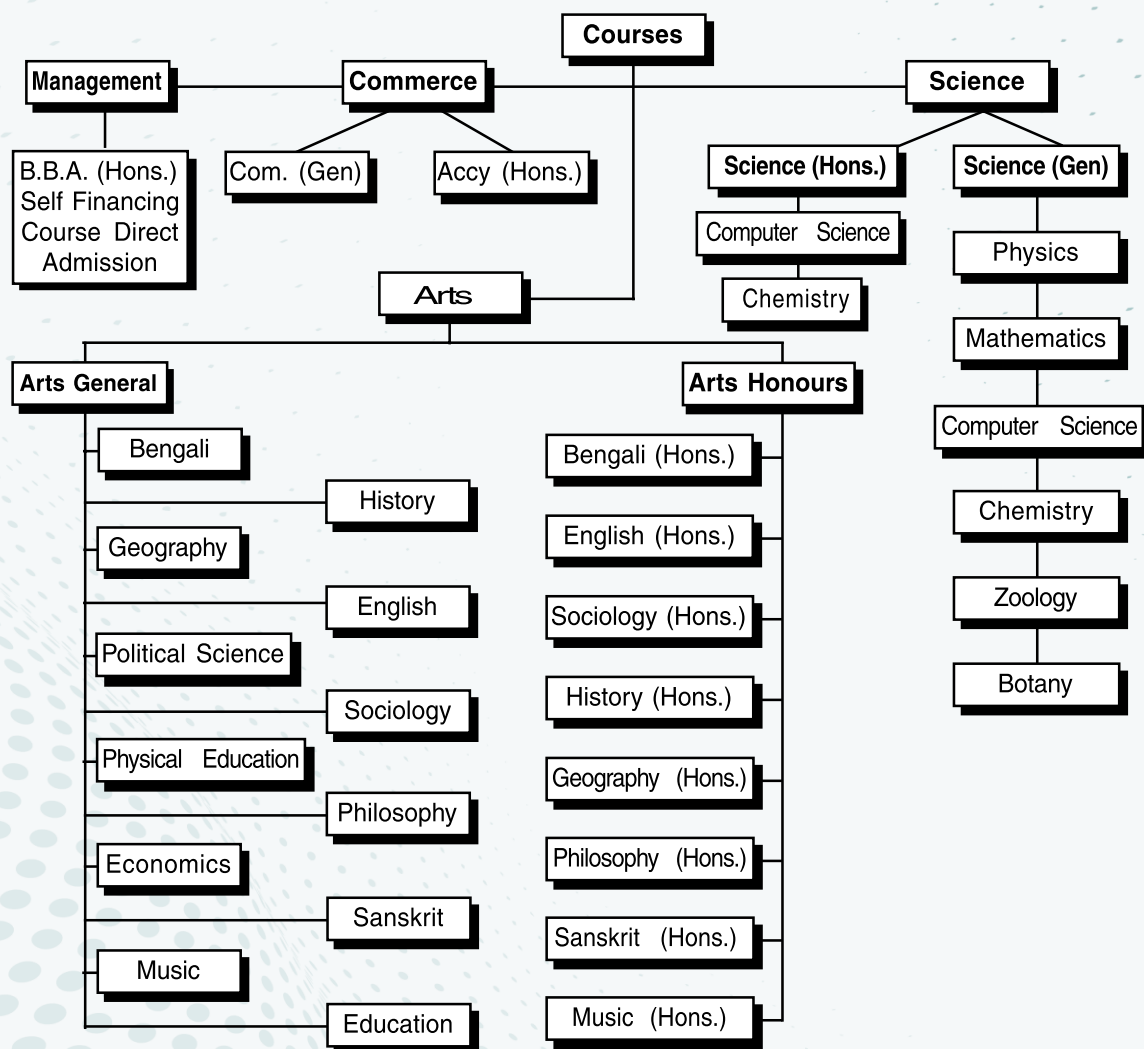 Courses
Management
Commerce
Science
B.B.A. (Hons.)
Self Financing
Course Direct
Admission
Com. (Gen)
Accy (Hons.)
Science (Hons.)
Science (Gen)
Computer Science
Chemistry
Physics
Mathematics
Computer Science
Chemistry
Zoology
Botany
Arts
Arts General
Arts Honours
Bengali
History
Geography
English
Political Science
Sociology
Physical Education
Philosophy
Economics
Sanskrit
Music
Education
Bengali (Hons.)
English (Hons.)
Sociology (Hons.)
History (Hons.)
Geography (Hons.)
Philosophy (Hons.)
Sanskrit (Hons.)
Music (Hons.)